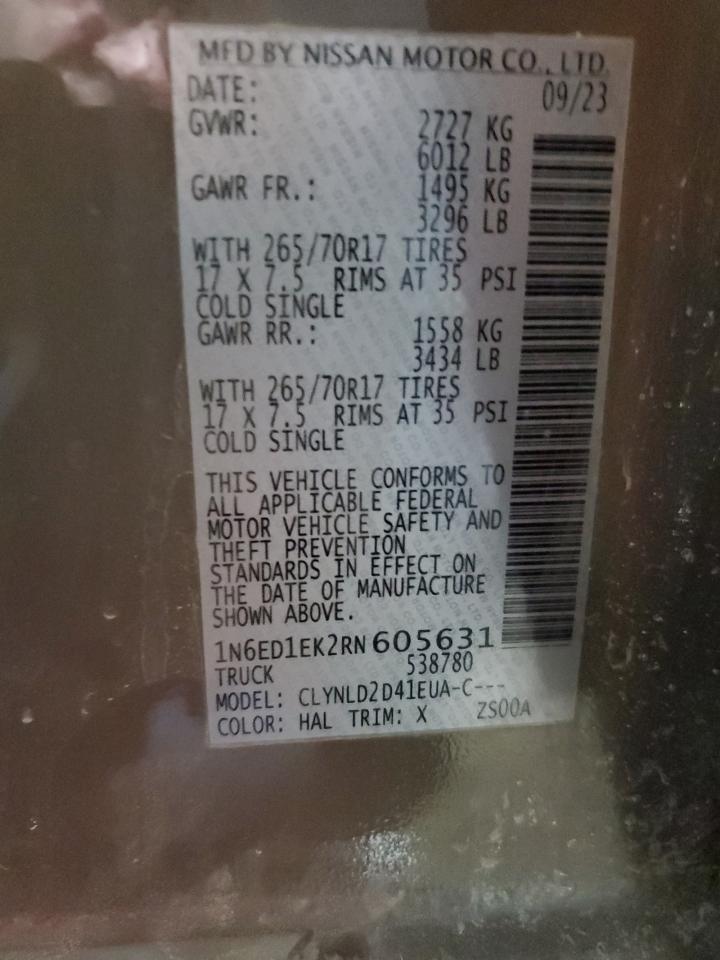 MFD BY NISSAN MOTOR CO., LTD.
DATE: 09/23
GVWR: 2727 KG
6012 LB
GAWR FR.: 1495 KG
3296 LB
WITH 265/70R17 TIRES
17 X 7.5 RIMS AT 35 PSI
COLD SINGLE
GAWR RR.: 1558 KG
3434 LB
WITH 265/70R17 TIRES
17 X 7.5 RIMS AT 35 PSI
COLD SINGLE
THIS VEHICLE CONFORMS TO
ALL APPLICABLE FEDERAL
MOTOR VEHICLE SAFETY AND
THEFT PREVENTION
STANDARDS IN EFFECT ON
THE DATE OF MANUFACTURE
SHOWN ABOVE.
1N6ED1EK2RN605631
TRUCK 538780
MODEL: CLYNLD2D41EUA-C---
COLOR: HAL TRIM: X ZS00A